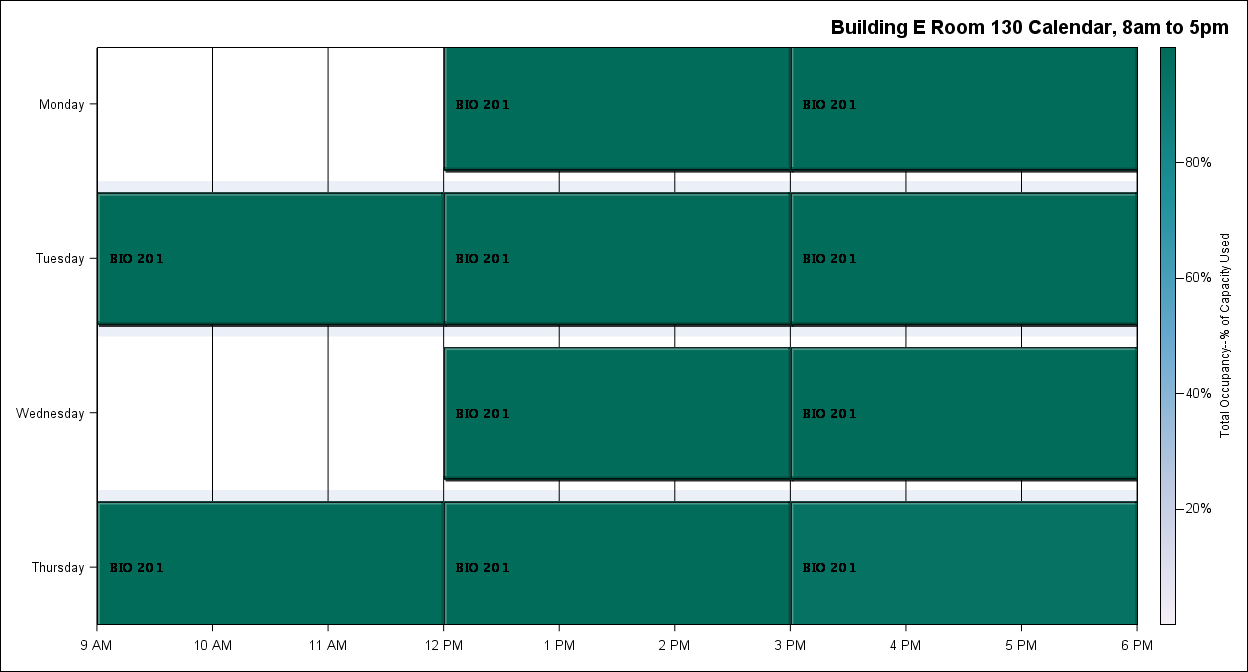 Building E Room 130 Calendar, 8am to 5pm
Monday
BIO 201
BIO 201
Tuesday
BIO 201
BIO 201
BIO 201
Wednesday
BIO 201
BIO 201
Thursday
BIO 201
BIO 201
BIO 201
9 AM
10 AM
11 AM
12 PM
1 PM
2 PM
3 PM
4 PM
5 PM
6 PM
80%
60%
40%
20%
Total Occupancy--% of Capacity Used